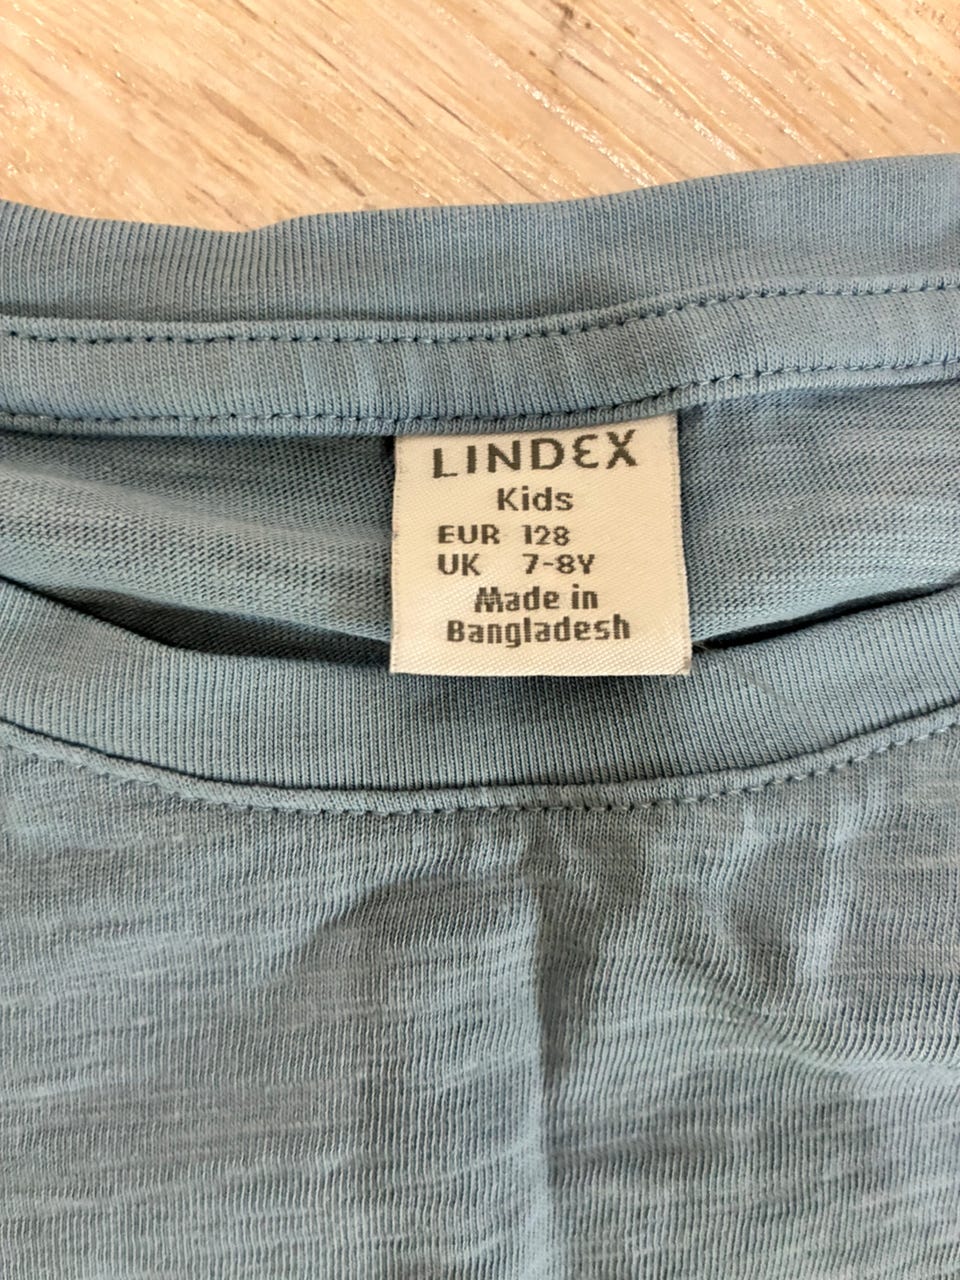 LINDEX
Kids
EUR 128
UK 7-8Y
Made in
Bangladesh